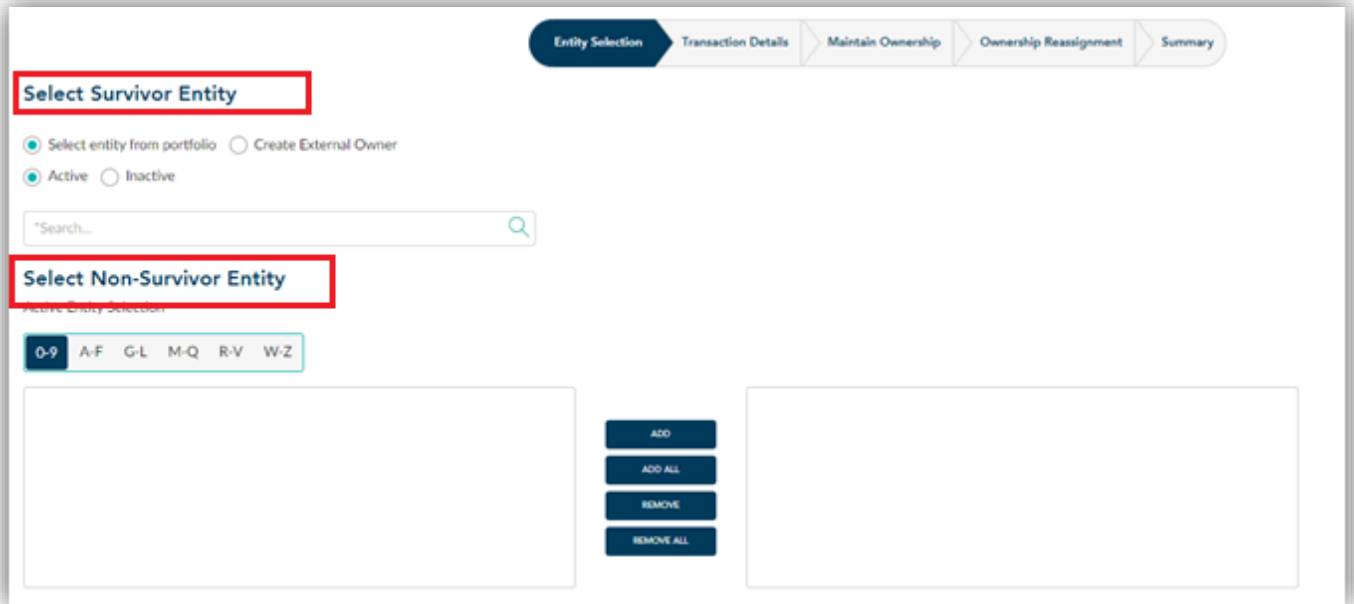 Entity Selection Transaction Details Maintain Ownership Ownership Reassignment Summary
Select Survivor Entity
Select entity from portfolio Create External Owner
Active Inactive
*Search...
Select Non-Survivor Entity
Active Entity Selection
0-9 A-F G-L M-Q R-V W-Z
ADD
ADD ALL
REMOVE
REMOVE ALL